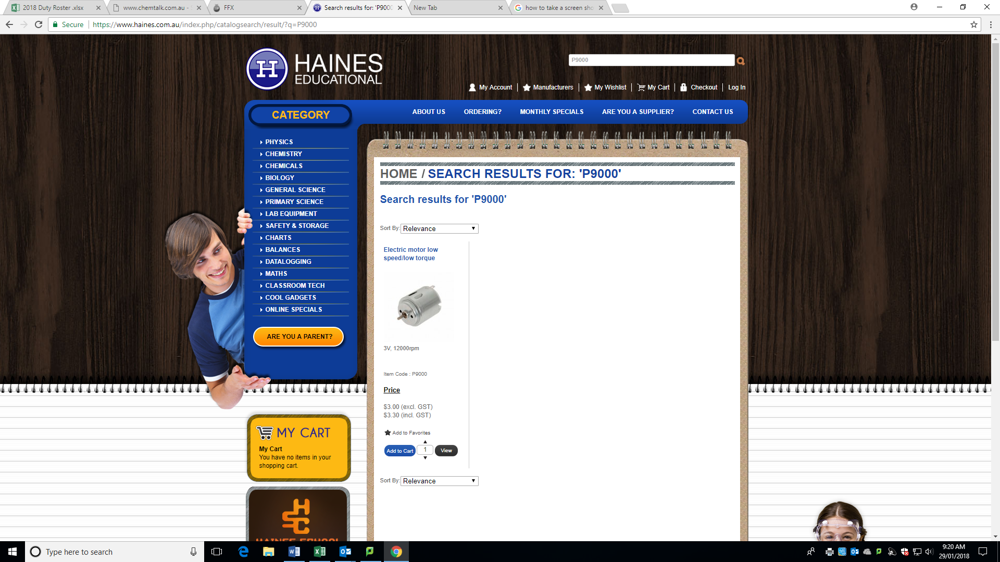 2018 Duty Roster .xlsx
www.chemtalk.com.au -
FFX
Search results for: 'P9000
New Tab
how to take a screen sh
Secure
https://www.haines.com.au/index.php/catalogsearch/result/?q=P9000
HAINES
EDUCATIONAL
P9000
My Account
Manufacturers
My Wishlist
My Cart
Checkout
Log In
CATEGORY
ABOUT US
ORDERING?
MONTHLY SPECIALS
ARE YOU A SUPPLIER?
CONTACT US
PHYSICS
CHEMISTRY
CHEMICALS
BIOLOGY
GENERAL SCIENCE
PRIMARY SCIENCE
LAB EQUIPMENT
SAFETY & STORAGE
CHARTS
BALANCES
DATALOGGING
MATHS
CLASSROOM TECH
COOL GADGETS
ONLINE SPECIALS
ARE YOU A PARENT?
HOME / SEARCH RESULTS FOR: 'P9000'
Search results for 'P9000'
Sort By: Relevance
Electric motor low
speed/low torque
3V, 12000rpm
Item Code : P9000
Price
$3.00 (excl. GST)
$3.30 (incl. GST)
Add to Favorites
Add to Cart
1
View
Sort By: Relevance
MY CART
My Cart
You have no items in your
shopping cart.
HAINES SCHOOL
Type here to search
9:20 AM
29/01/2018